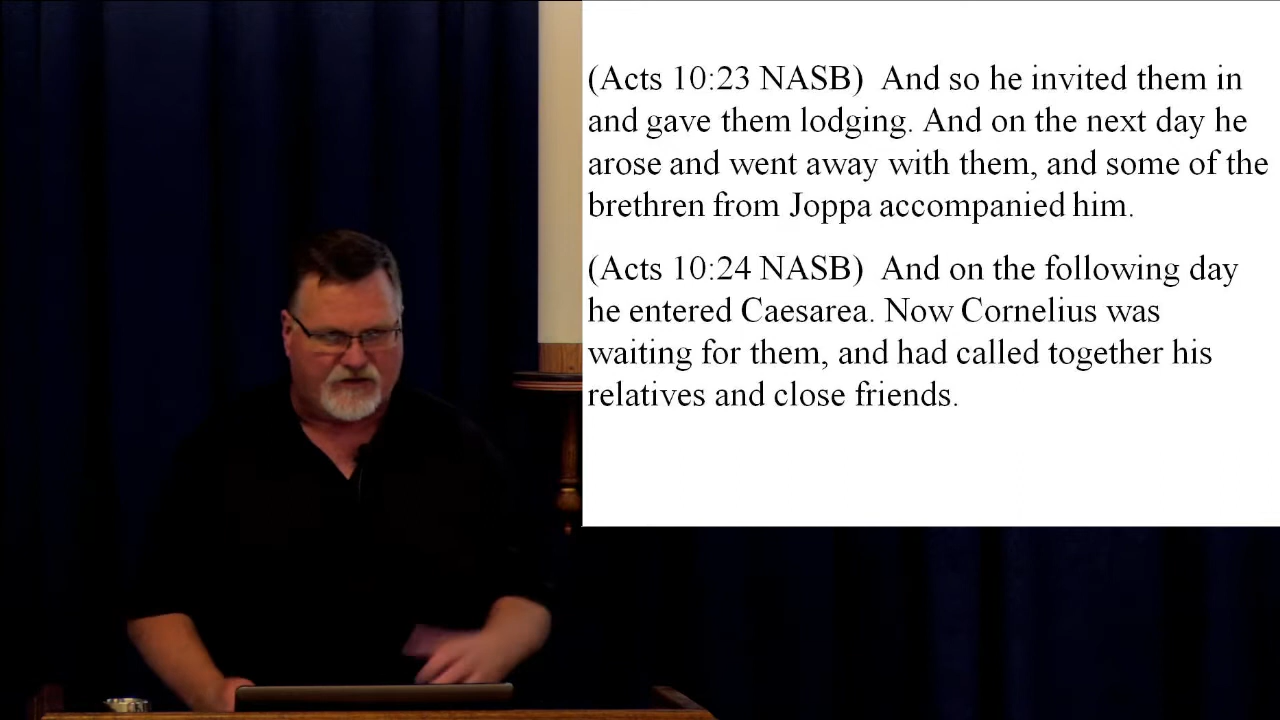 (Acts 10:23 NASB)  And so he invited them in
and gave them lodging. And on the next day he
arose and went away with them, and some of the
brethren from Joppa accompanied him.
(Acts 10:24 NASB)  And on the following day
he entered Caesarea. Now Cornelius was
waiting for them, and had called together his
relatives and close friends.